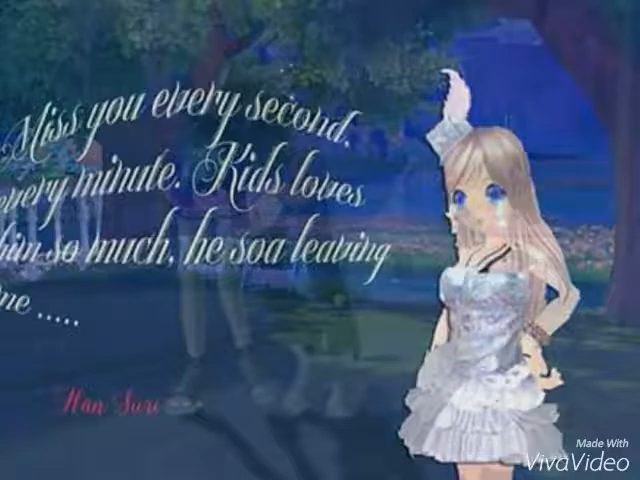 Miss you every second,
every minute. Kids loves
him so much, he soa leaving
me .....
Han Suri
Made With
VivaVideo